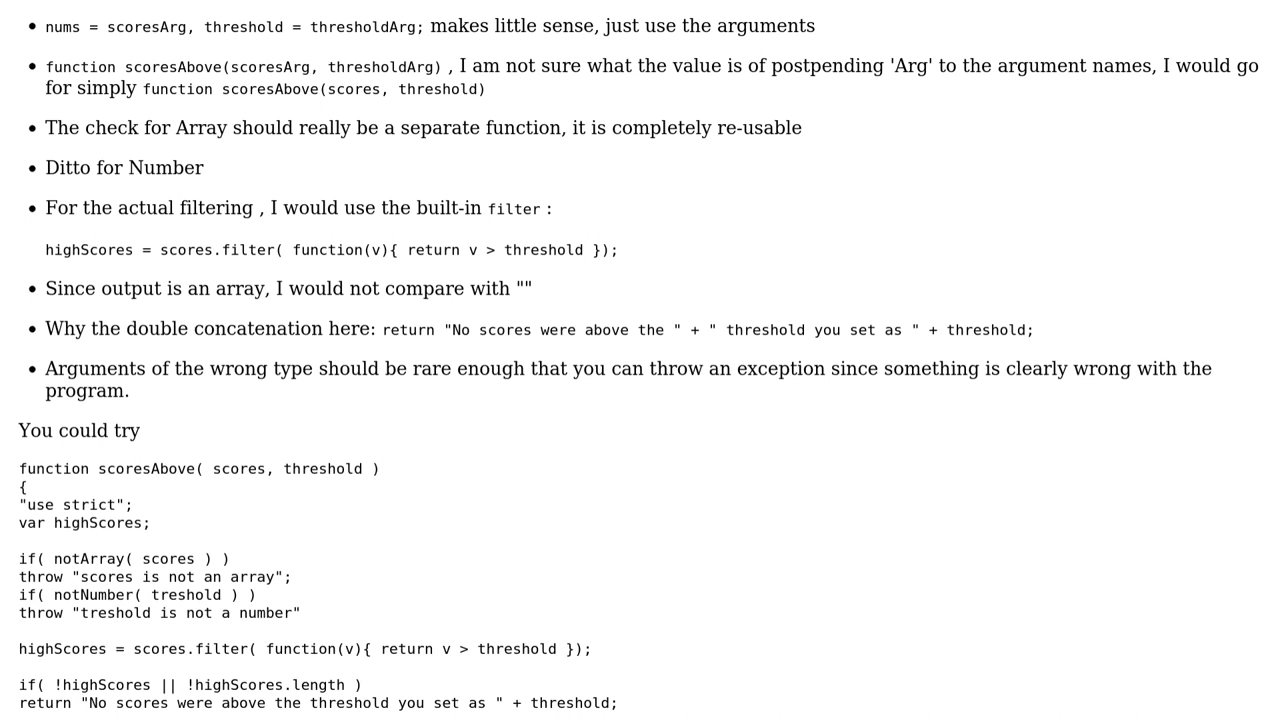 • nums = scoresArg, threshold = thresholdArg; makes little sense, just use the arguments
• function scoresAbove(scoresArg, thresholdArg) , I am not sure what the value is of postpending 'Arg' to the argument names, I would go
for simply function scoresAbove(scores, threshold)
• The check for Array should really be a separate function, it is completely re-usable
• Ditto for Number
• For the actual filtering , I would use the built-in filter :
highScores = scores.filter( function(v){ return v > threshold });
• Since output is an array, I would not compare with ""
• Why the double concatenation here: return "No scores were above the " + " threshold you set as " + threshold;
• Arguments of the wrong type should be rare enough that you can throw an exception since something is clearly wrong with the
program.
You could try
function scoresAbove( scores, threshold )
{
"use strict";
var highScores;
if( notArray( scores ) )
throw "scores is not an array";
if( notNumber( treshold ) )
throw "treshold is not a number"
highScores = scores.filter( function(v){ return v > threshold });
if( !highScores || !highScores.length )
return "No scores were above the threshold you set as " + threshold;